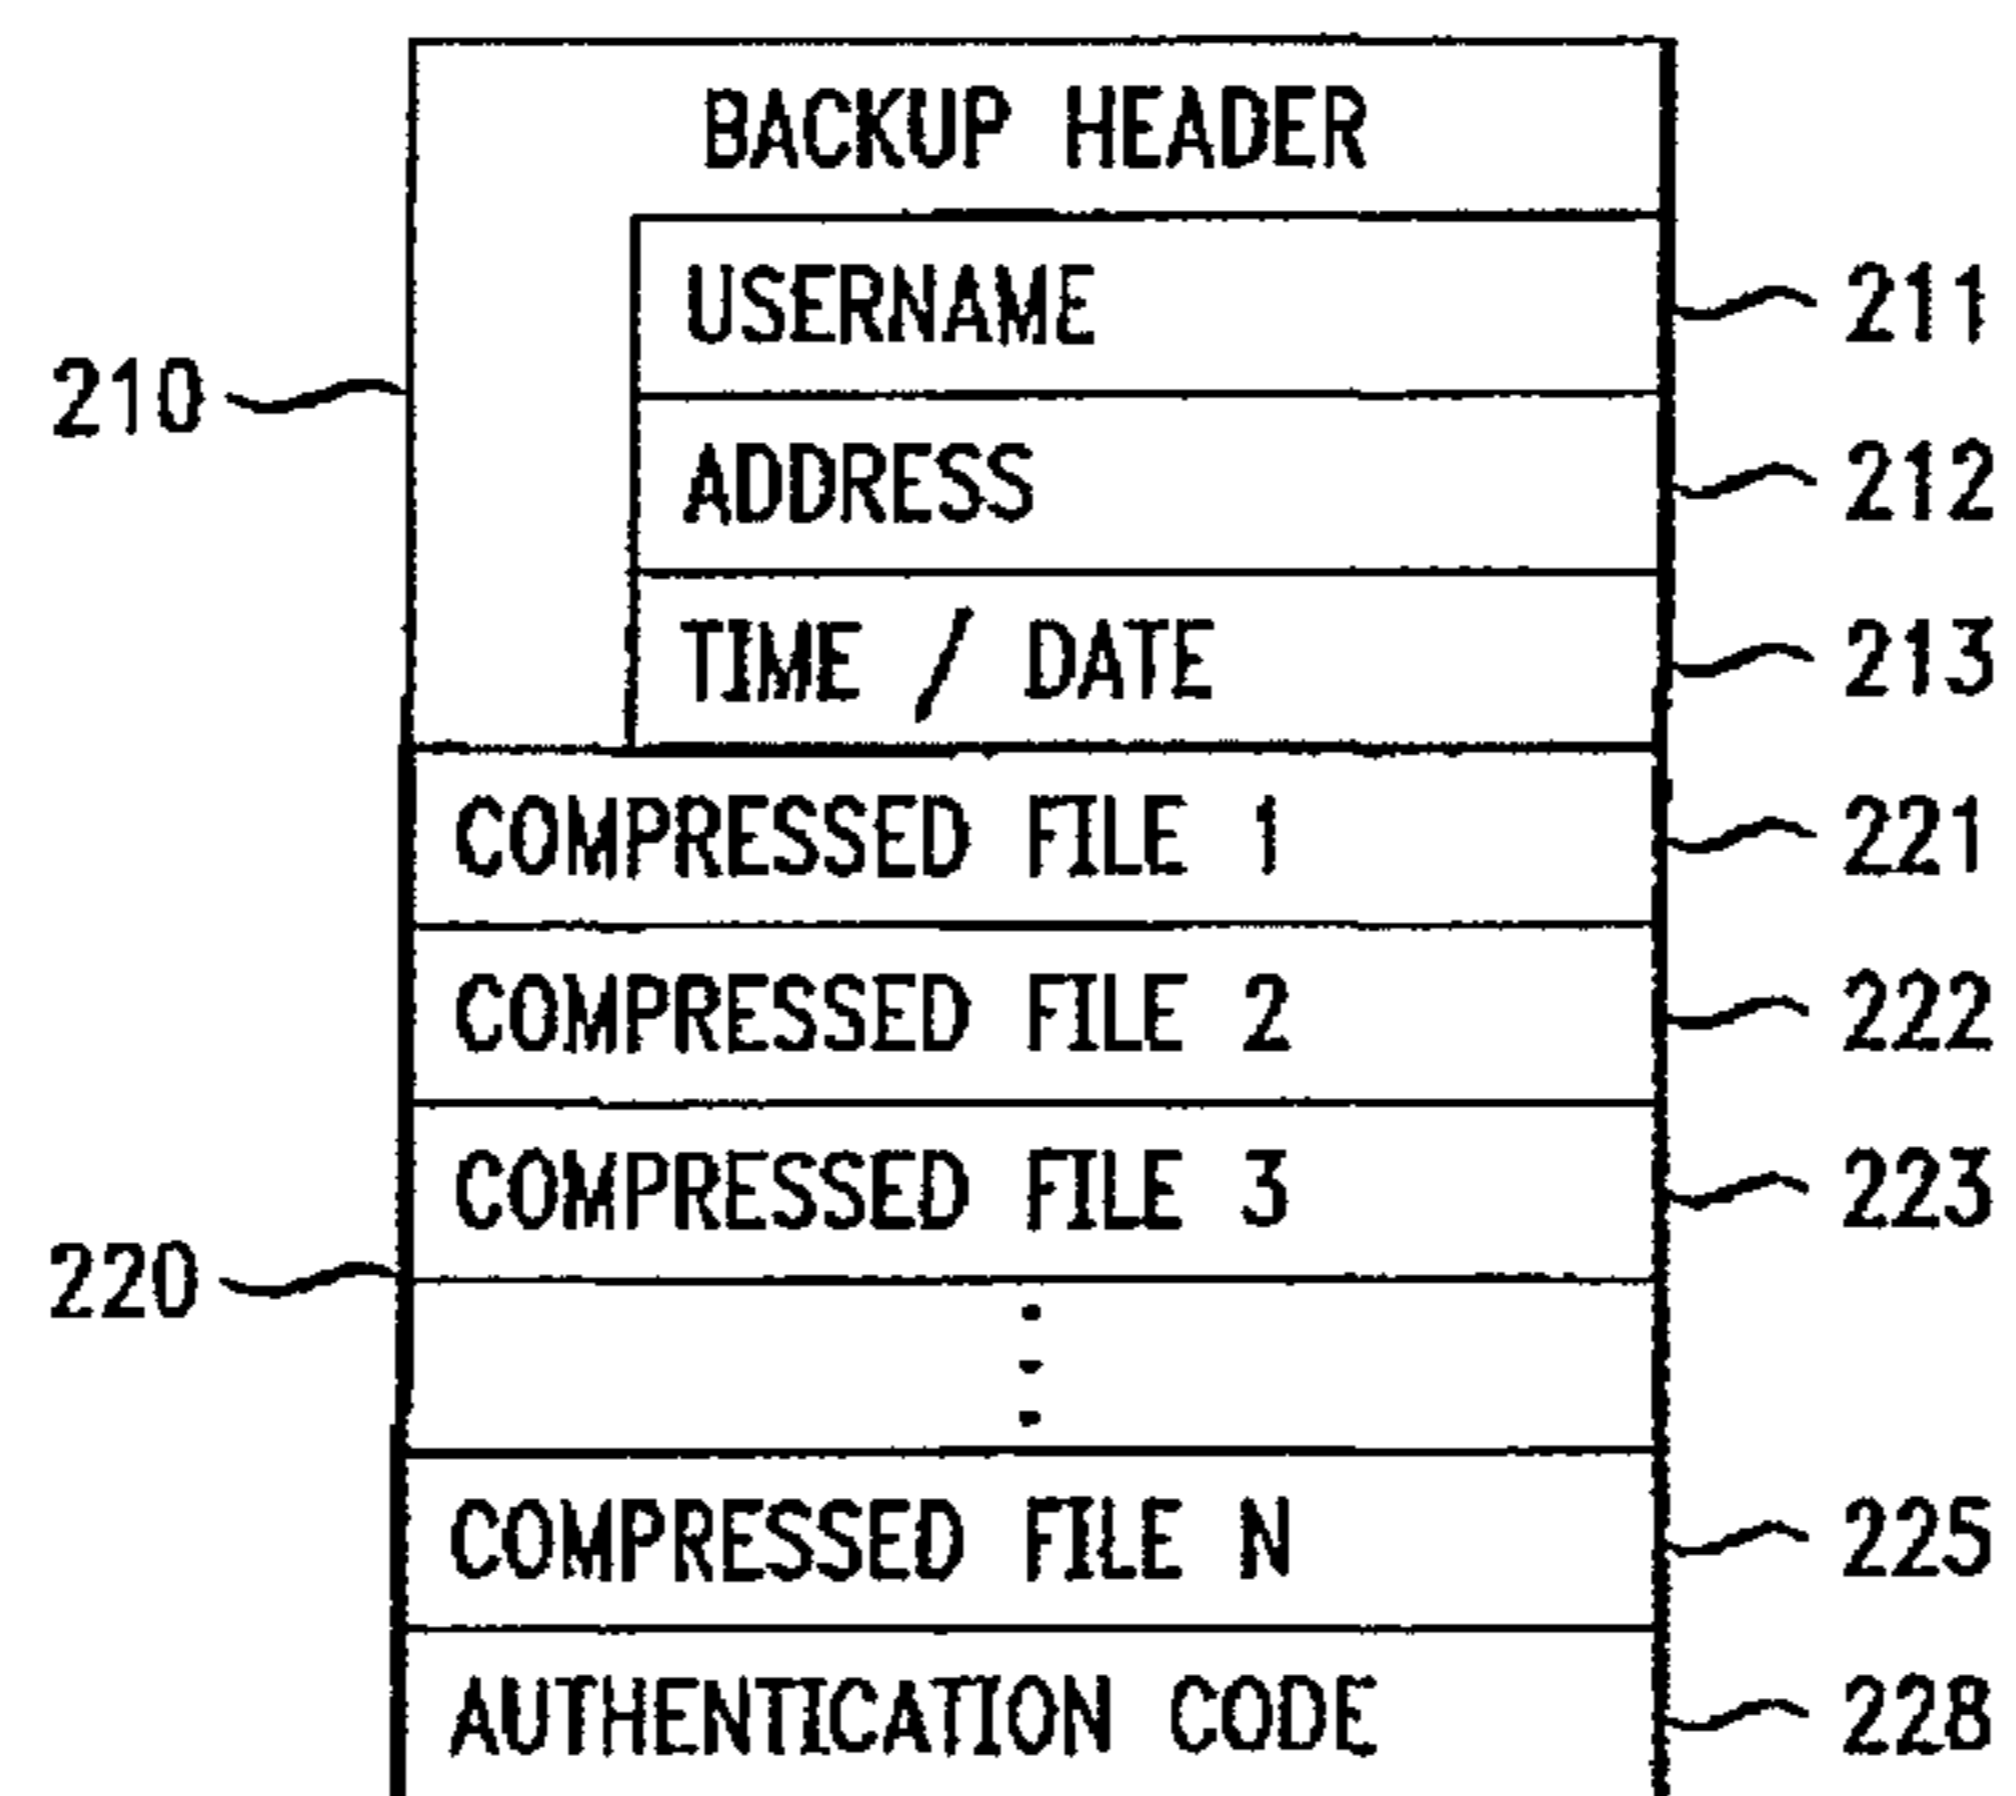 BACKUP HEADER
USERNAME 211
210
ADDRESS 212
TIME / DATE 213
COMPRESSED FILE 1 221
COMPRESSED FILE 2 222
COMPRESSED FILE 3 223
220
COMPRESSED FILE N 225
AUTHENTICATION CODE 228